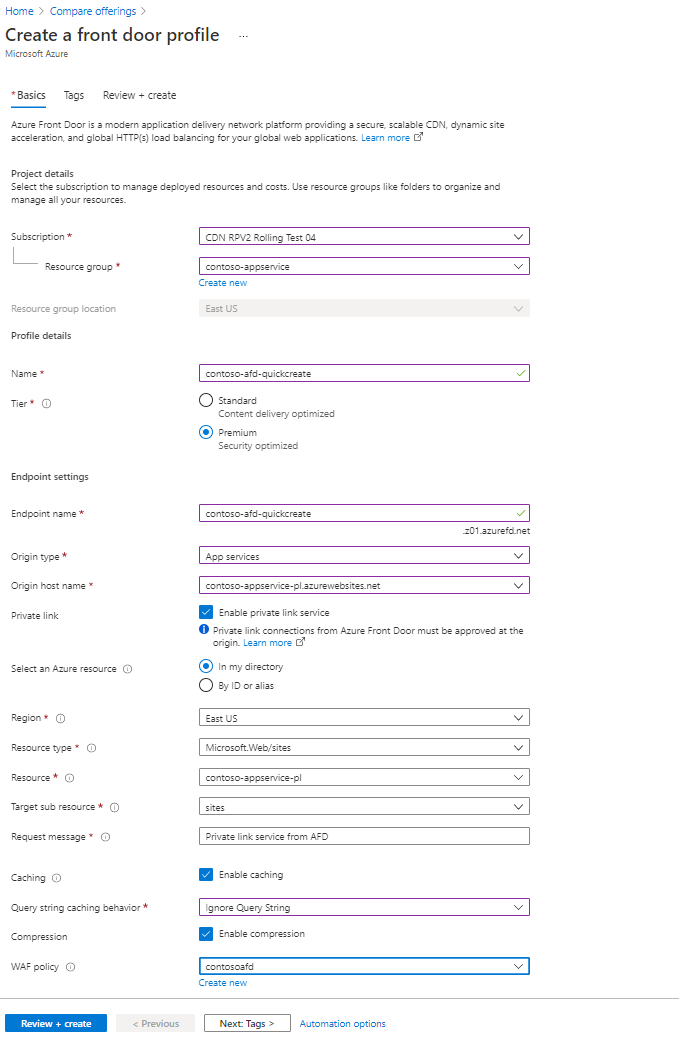 Home > Compare offerings >
Create a front door profile ...
Microsoft Azure
*Basics Tags Review + create
Azure Front Door is a modern application delivery network platform providing a secure, scalable CDN, dynamic site
acceleration, and global HTTP(s) load balancing for your global web applications. Learn more
Project details
Select the subscription to manage deployed resources and costs. Use resource groups like folders to organize and
manage all your resources.
Subscription * CDN RPV2 Rolling Test 04
Resource group * contoso-appservice
Create new
Resource group location East US
Profile details
Name * contoso-afd-quickcreate
Tier * Standard
Content delivery optimized
Premium
Security optimized
Endpoint settings
Endpoint name * contoso-afd-quickcreate
.z01.azurefd.net
Origin type * App services
Origin host name * contoso-appservice-pl.azurewebsites.net
Private link Enable private link service
Private link connections from Azure Front Door must be approved at the
origin. Learn more
Select an Azure resource In my directory
By ID or alias
Region * East US
Resource type * Microsoft.Web/sites
Resource * contoso-appservice-pl
Target sub resource * sites
Request message * Private link service from AFD
Caching Enable caching
Query string caching behavior * Ignore Query String
Compression Enable compression
WAF policy contosoafd
Create new
Review + create < Previous Next: Tags > Automation options